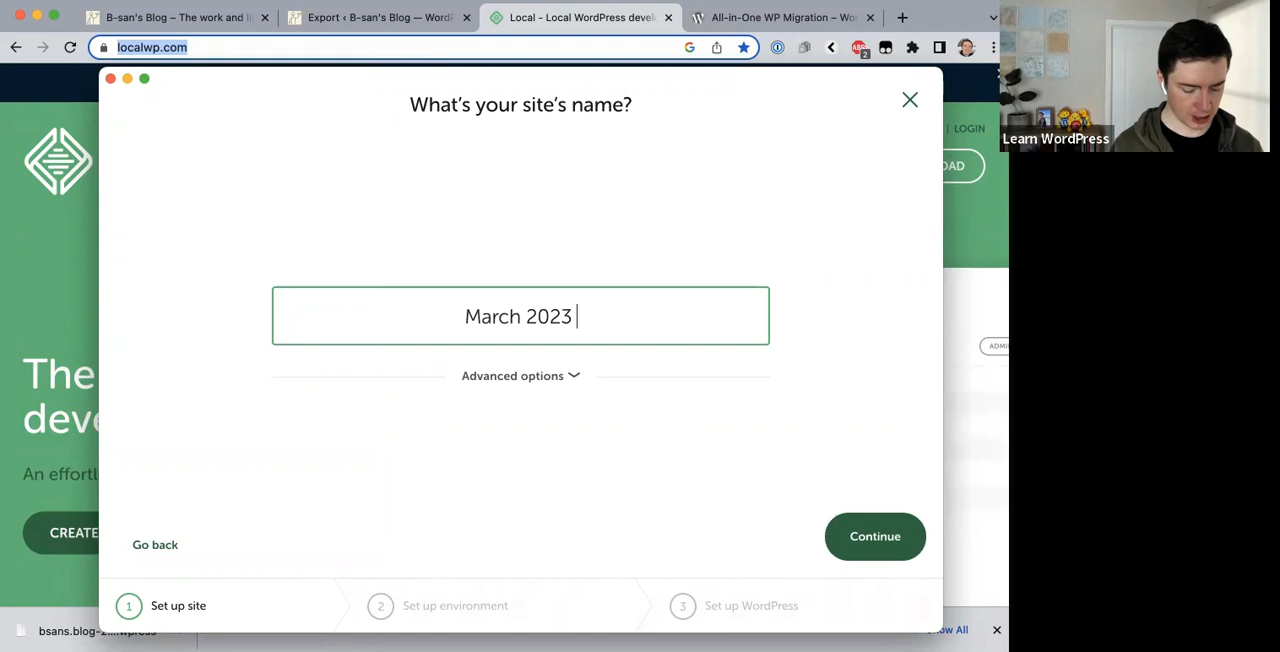 B-san's Blog – The work and li
Export ‹ B-san's Blog — WordP
Local - Local WordPress devel
All-in-One WP Migration – Wo
localwp.com
2
What's your site's name?
LOGIN
Learn WordPress
OAD
March 2023
ADMI
Advanced options
The
deve
An effortl
CREATE
Continue
Go back
1 Set up site
2 Set up environment
3 Set up WordPress
Show All